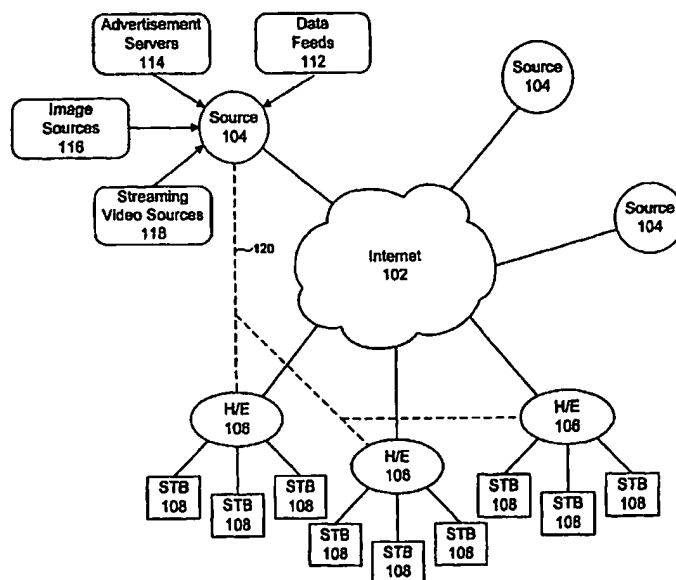 Advertisement
Servers
114
Data
Feeds
112
Image
Sources
116
Source
104
Streaming
Video Sources
118
Source
104
Source
104
120
Internet
102
H/E
106
H/E
106
H/E
106
STB
108
STB
108
STB
108
STB
108
STB
108
STB
108
STB
108
STB
108
STB
108